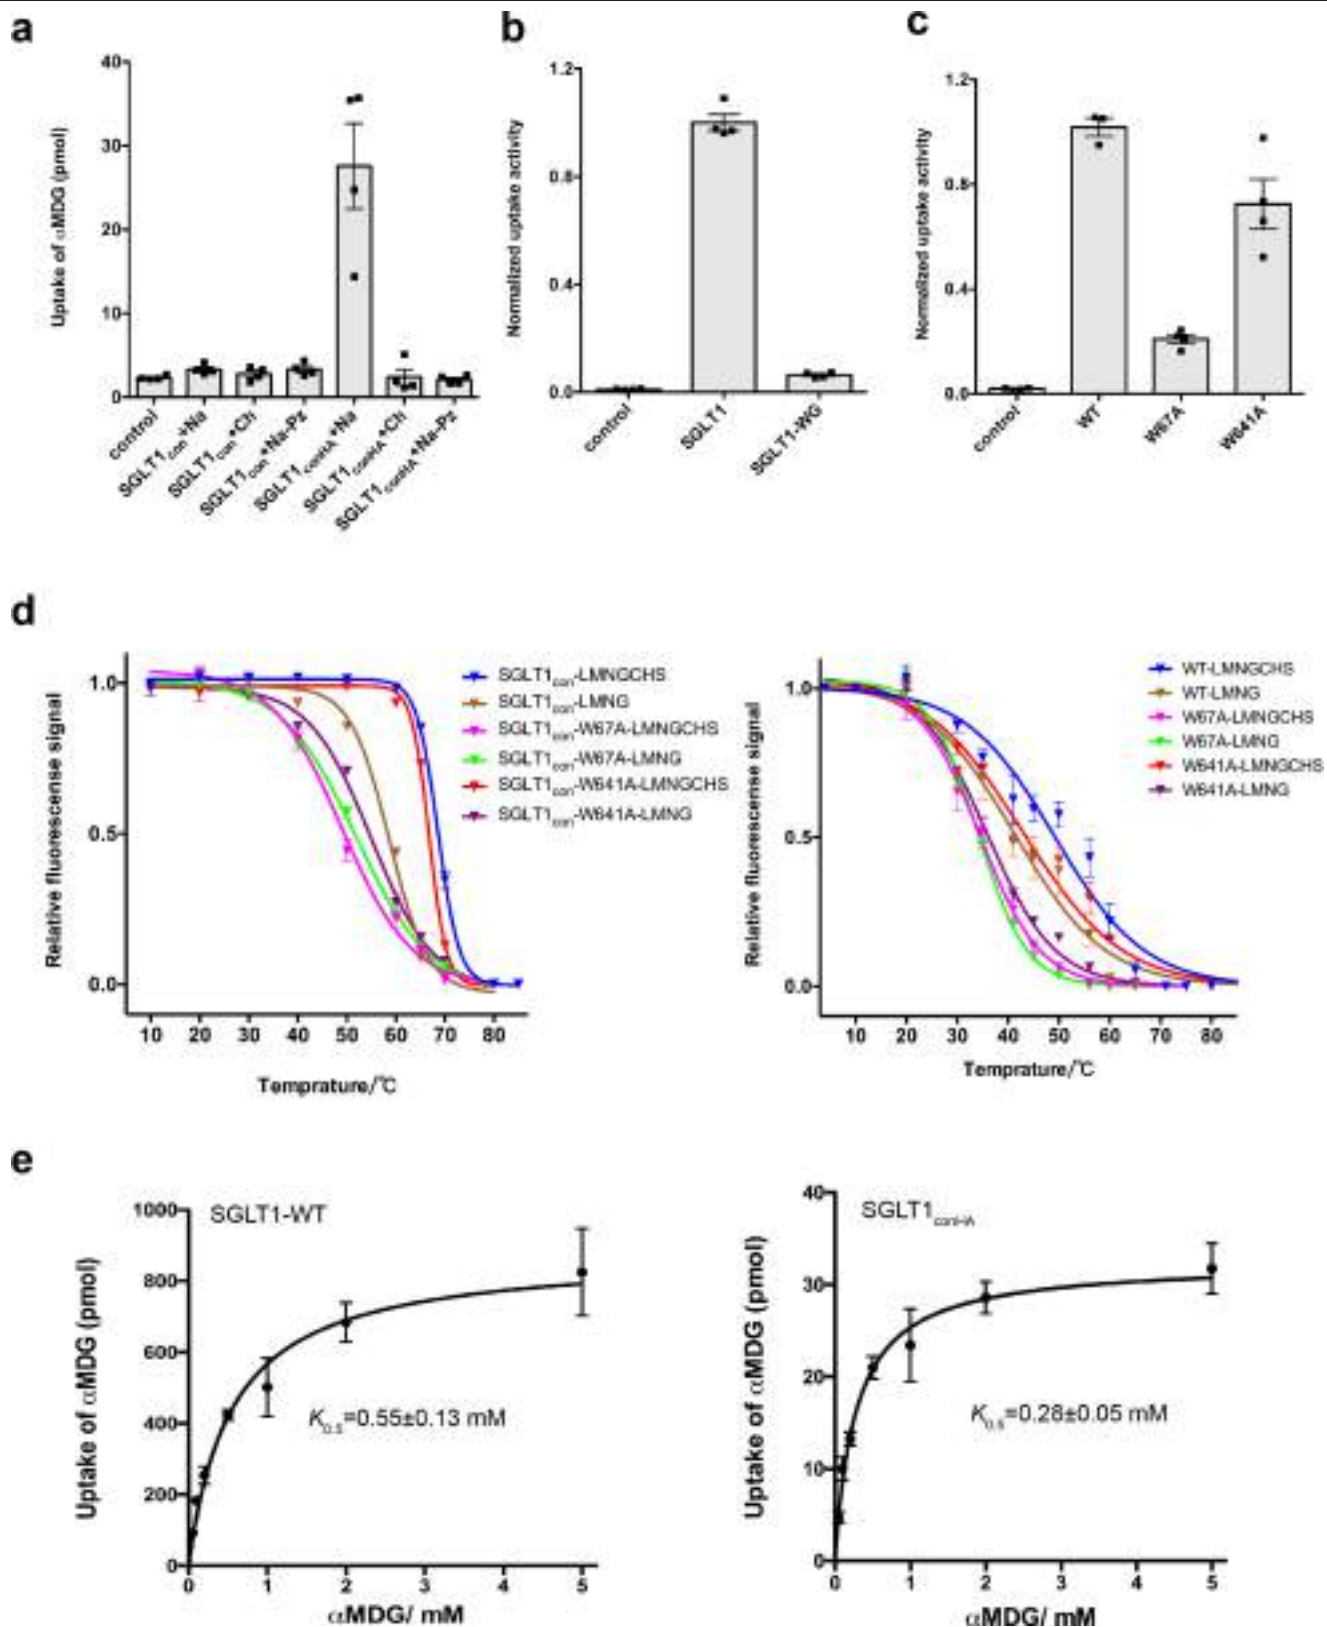 a
Uptake of αMDG (pmol)
40
30
20
10
0
control
SGLT1con+Na
SGLT1con+Ch
SGLT1con+Na-Pz
SGLT1conHA+Na
SGLT1conHA+Ch
SGLT1conHA+Na-Pz
b
Normalized uptake activity
1.2
0.8
0.4
0.0
control
SGLT1
SGLT1-WG
c
Normalized uptake activity
1.2
0.8
0.4
0.0
control
WT
W67A
W641A
d
Relative fluorescense signal
1.0
0.5
0.0
10 20 30 40 50 60 70 80
Temprature/℃
SGLT1con-LMNGCHS
SGLT1con-LMNG
SGLT1con-W67A-LMNGCHS
SGLT1con-W67A-LMNG
SGLT1con-W641A-LMNGCHS
SGLT1con-W641A-LMNG
Relative fluorescense signal
1.0
0.5
0.0
10 20 30 40 50 60 70 80
Temprature/℃
WT-LMNGCHS
WT-LMNG
W67A-LMNGCHS
W67A-LMNG
W641A-LMNGCHS
W641A-LMNG
e
Uptake of αMDG (pmol)
1000
800
600
400
200
0
SGLT1-WT
K0.5=0.55±0.13 mM
0 1 2 3 4 5
αMDG/ mM
Uptake of αMDG (pmol)
40
30
20
10
0
SGLT1conHA
K0.5=0.28±0.05 mM
0 1 2 3 4 5
αMDG/ mM